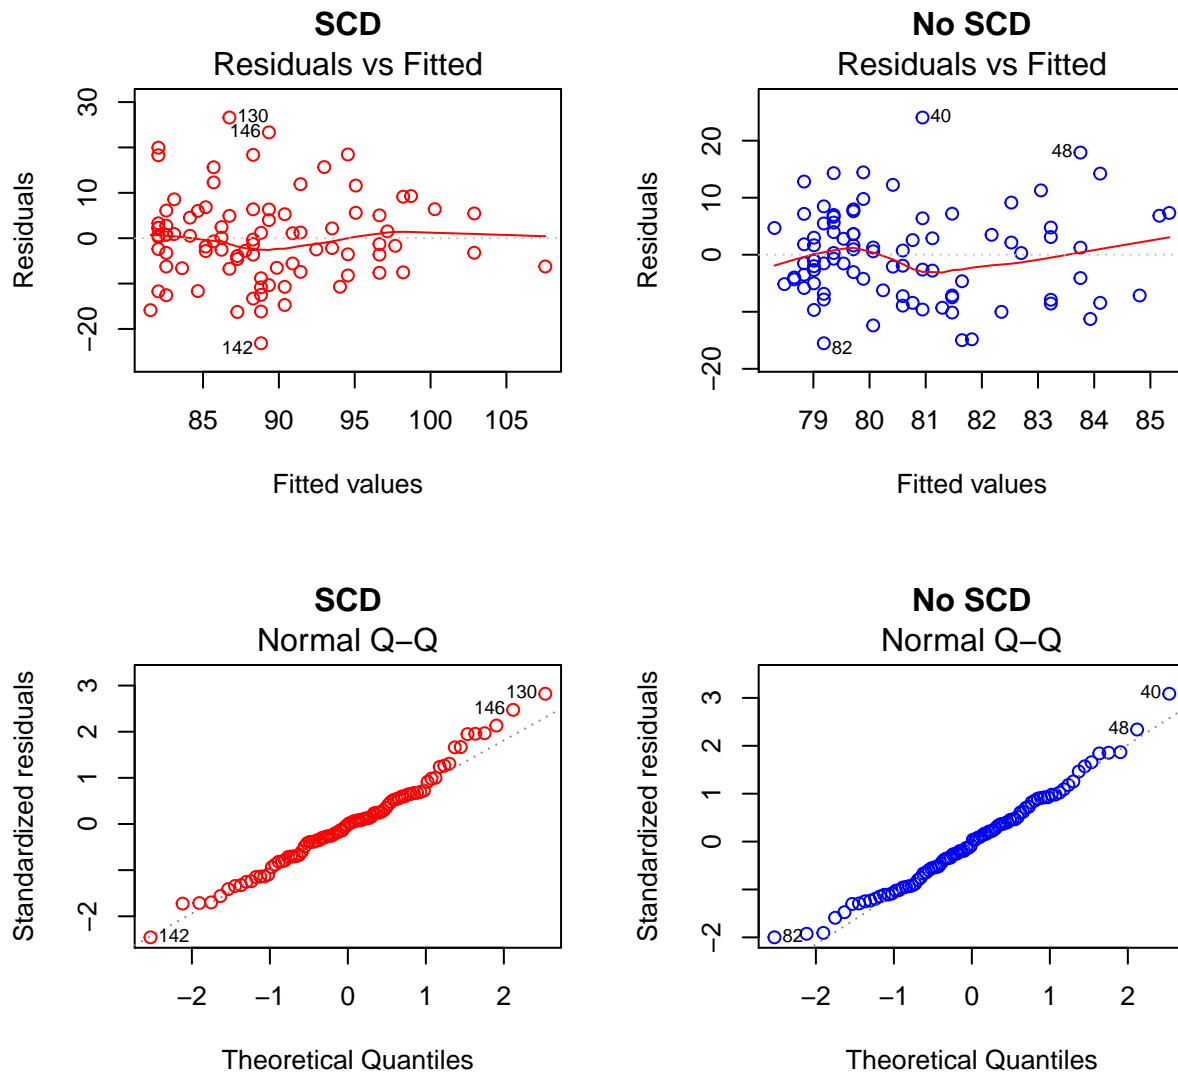 SCD
Residuals vs Fitted
Residuals
30
10
0
−20
130
146
142
85 90 95 100 105
Fitted values
No SCD
Residuals vs Fitted
Residuals
20
10
0
−20
40
48
82
79 80 81 82 83 84 85
Fitted values
SCD
Normal Q−Q
Standardized residuals
3
2
1
0
−2
130
146
142
−2 −1 0 1 2
Theoretical Quantiles
No SCD
Normal Q−Q
Standardized residuals
3
2
1
0
−2
40
48
82
−2 −1 0 1 2
Theoretical Quantiles